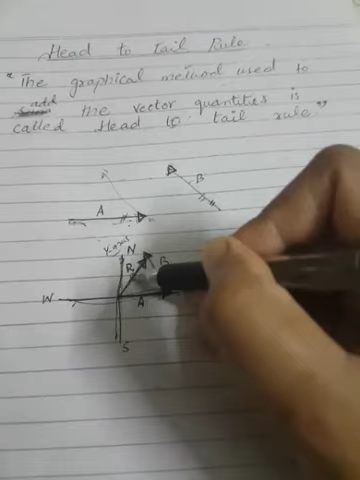 Head to tail Rule
"The graphical method used to
add the vector quantities is
called Head to tail rule"
B
A
Y-axis
N
R
B
W
A
S